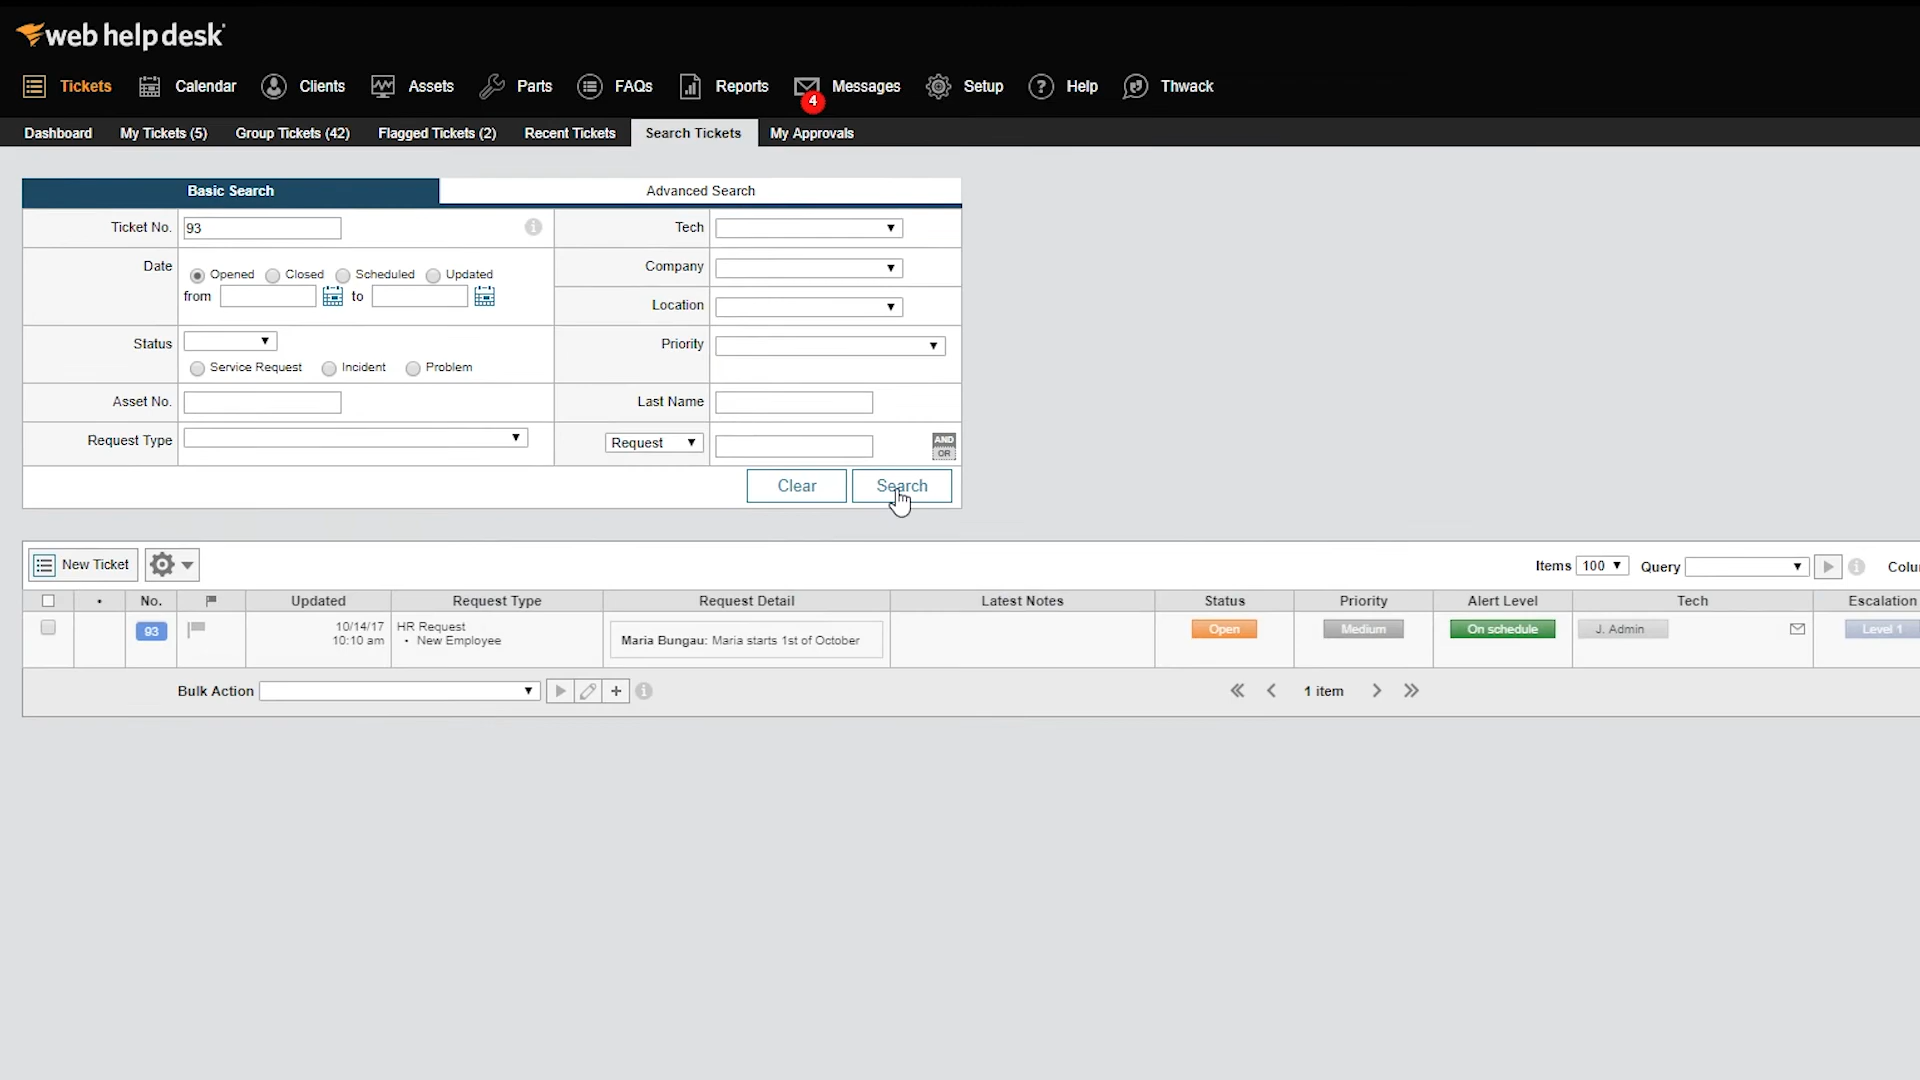 web help desk
Tickets Calendar Clients Assets Parts FAQs Reports Messages 4 Setup Help Thwack
Dashboard My Tickets (5) Group Tickets (42) Flagged Tickets (2) Recent Tickets Search Tickets My Approvals
Basic Search Advanced Search
Ticket No. 93 Tech
Date Opened Closed Scheduled Updated Company
from to
Location
Status Priority
Service Request Incident Problem
Asset No. Last Name
Request Type Request AND
OR
Clear Search
New Ticket Items 100 Query Colu
No. Updated Request Type Request Detail Latest Notes Status Priority Alert Level Tech Escalation
93 10/14/17 HR Request Open Medium On schedule J. Admin Level 1
10:10 am • New Employee Maria Bungau: Maria starts 1st of October
Bulk Action 1 item